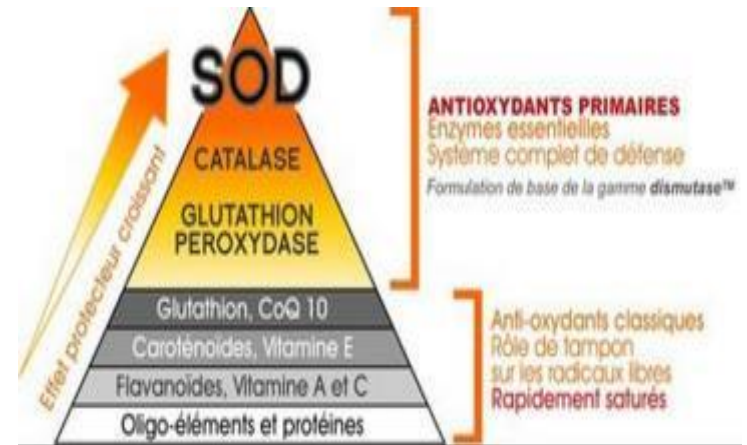 SOD
CATALASE
GLUTATHION
PEROXYDASE
Glutathion, CoQ 10
Caroténoides, Vitamine E
Flavanoïdes, Vitamine A et C
Oligo-éléments et protéines
Effet protecteur croissant
ANTIOXYDANTS PRIMAIRES
Enzymes essentielles
Système complet de défense
Formulation de base de la gamme dismutase™
Anti-oxydants classiques
Rôle de tampon
sur les radicaux libres
Rapidement saturés